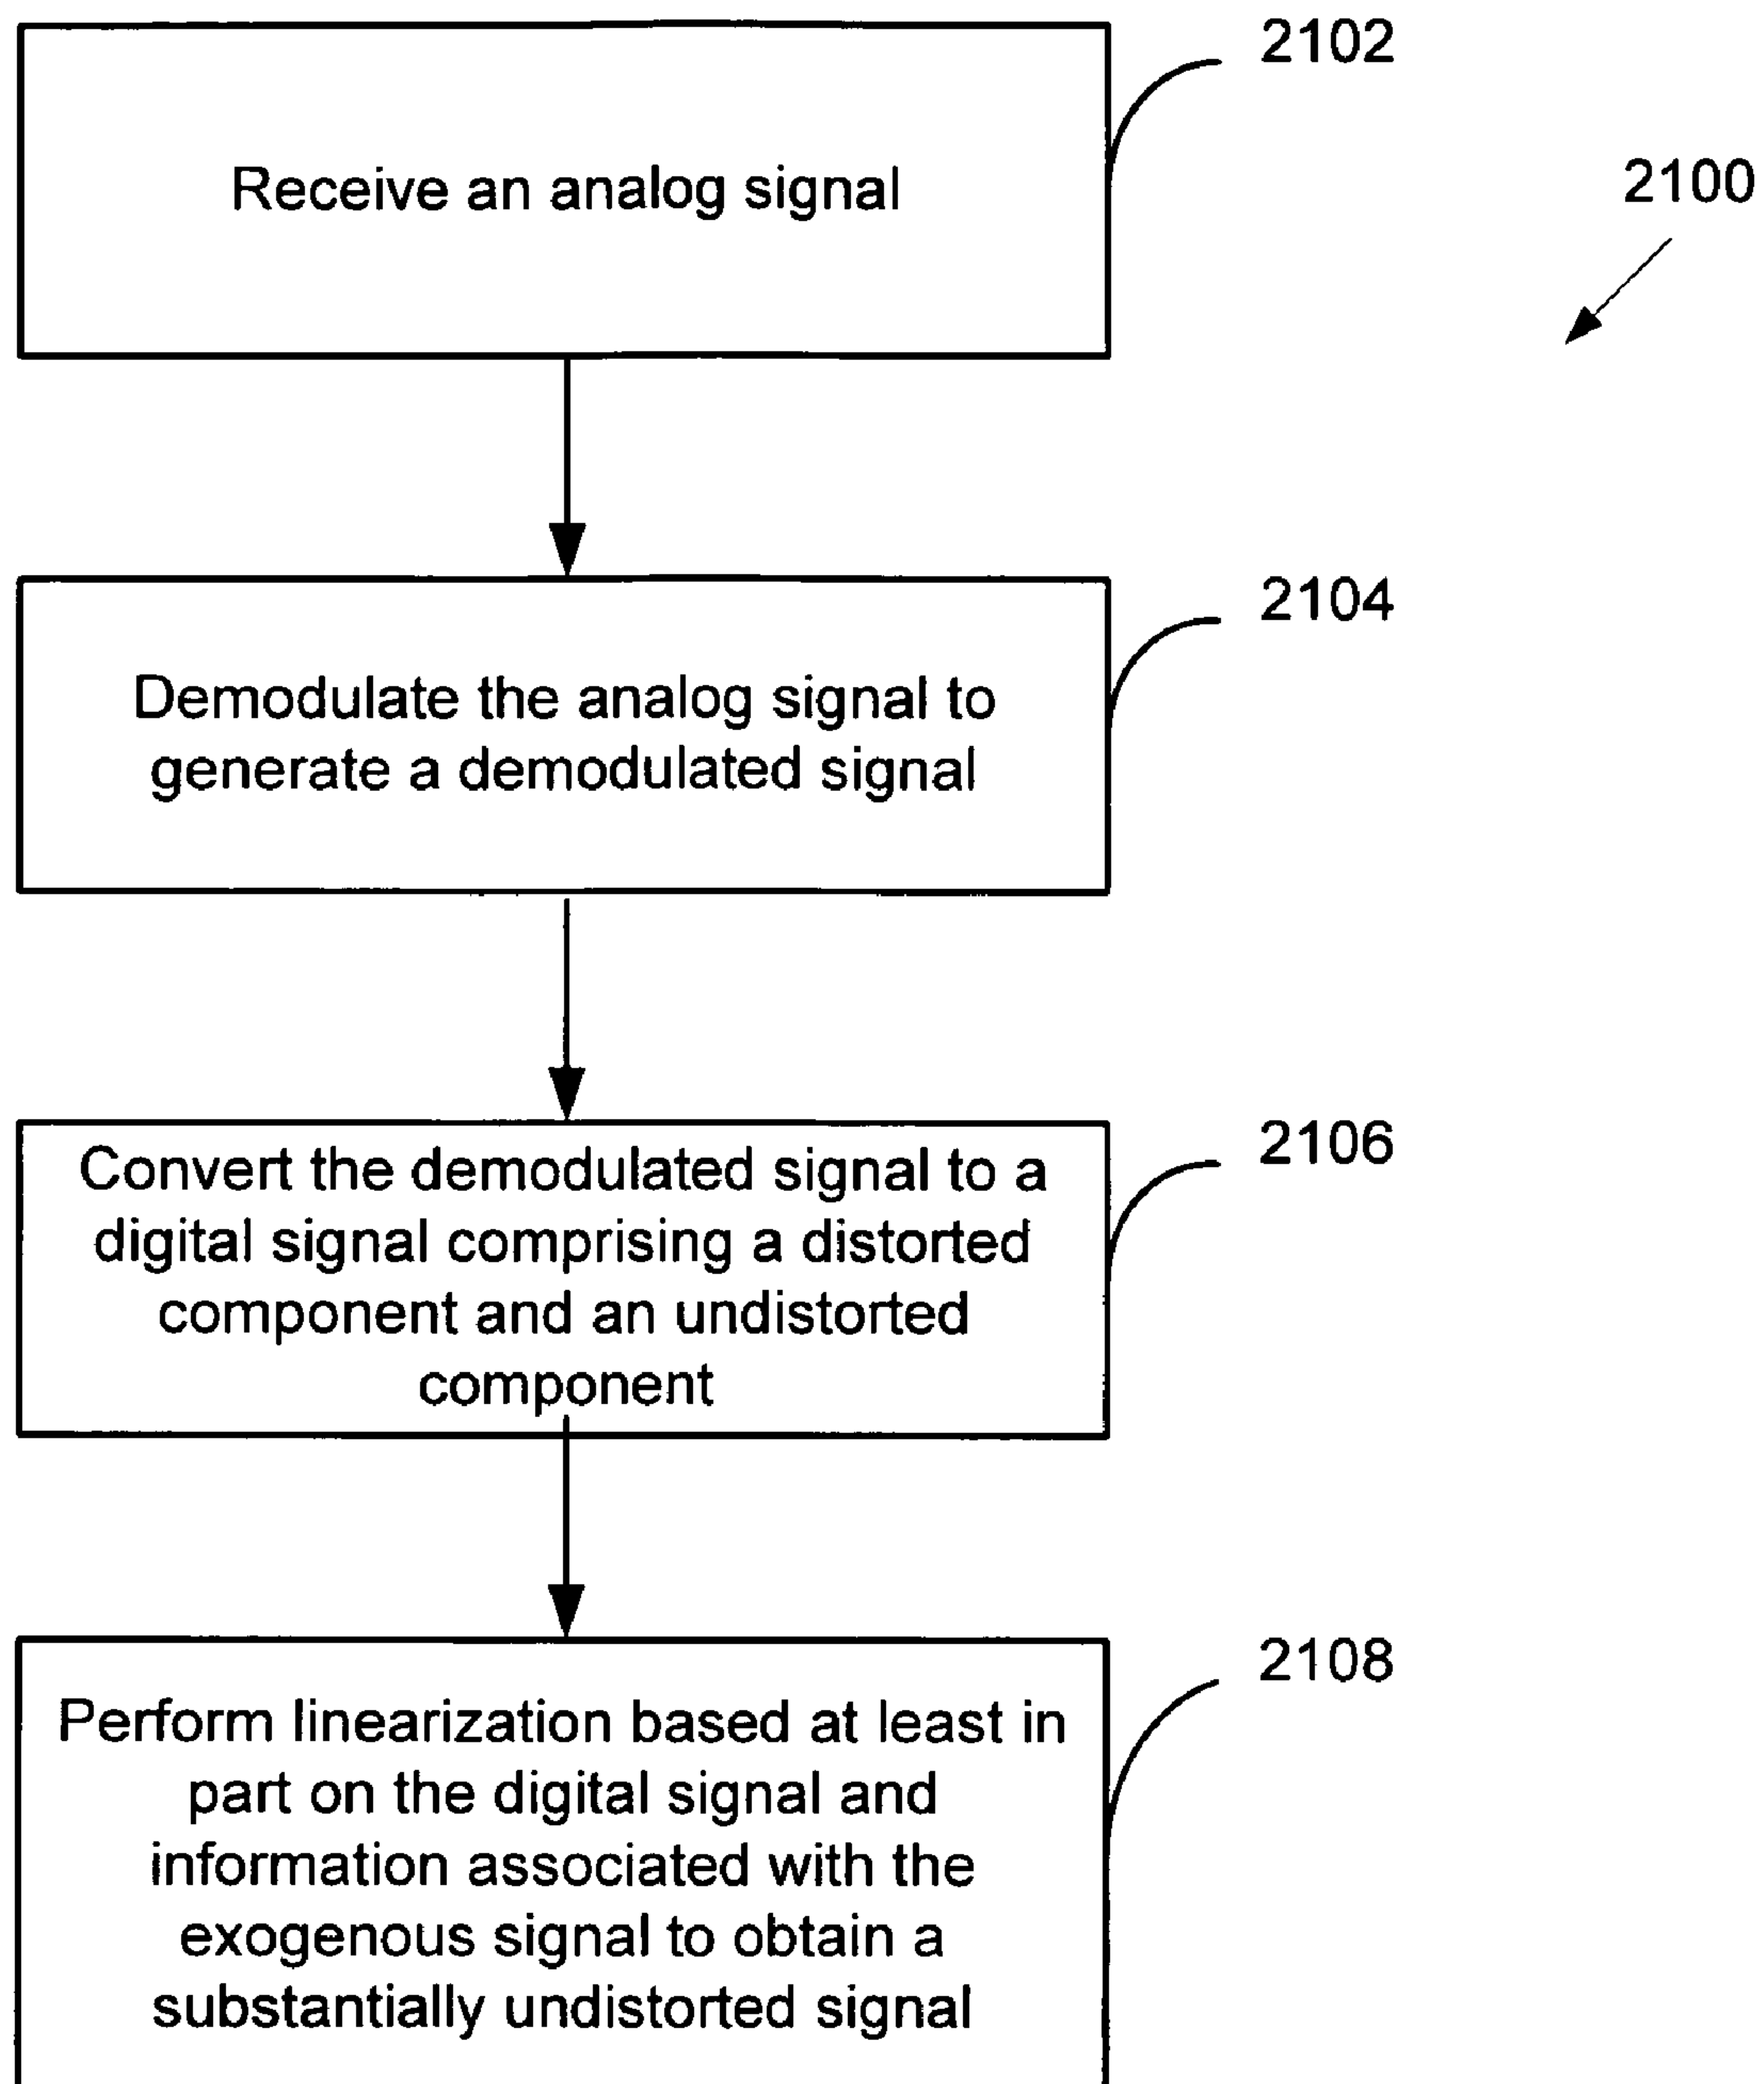 2102
Receive an analog signal
2100
2104
Demodulate the analog signal to
generate a demodulated signal
2106
Convert the demodulated signal to a
digital signal comprising a distorted
component and an undistorted
component
2108
Perform linearization based at least in
part on the digital signal and
information associated with the
exogenous signal to obtain a
substantially undistorted signal